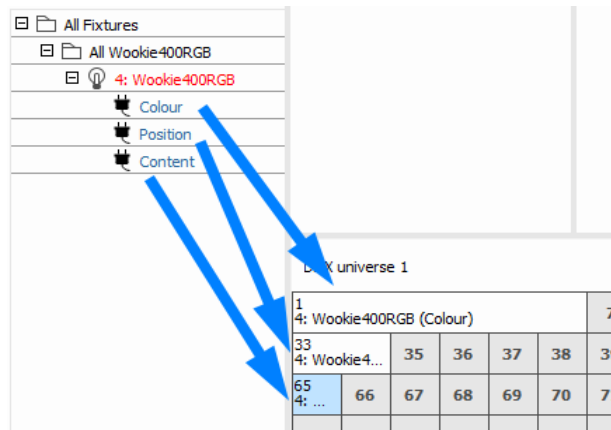 All Fixtures
All Wookie400RGB
4: Wookie400RGB
Colour
Position
Content
universe 1
1
4: Wookie400RGB (Colour)
33
4: Wookie4... 35 36 37 38
65
4: ... 66 67 68 69 70